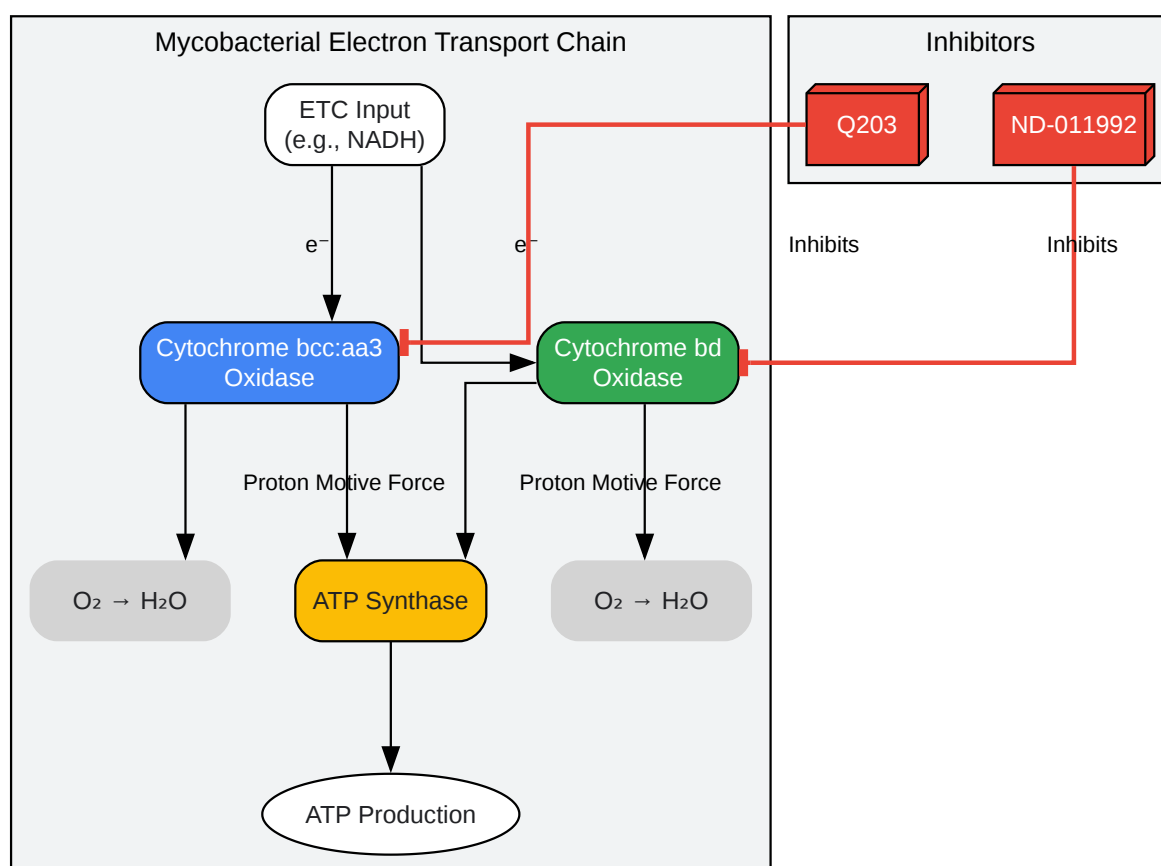 Mycobacterial Electron Transport Chain
Inhibitors
ETC Input
(e.g., NADH)
Q203
ND-011992
e⁻
e⁻
Inhibits
Inhibits
Cytochrome bcc:aa3
Oxidase
Cytochrome bd
Oxidase
Proton Motive Force
Proton Motive Force
O₂ → H₂O
ATP Synthase
O₂ → H₂O
ATP Production